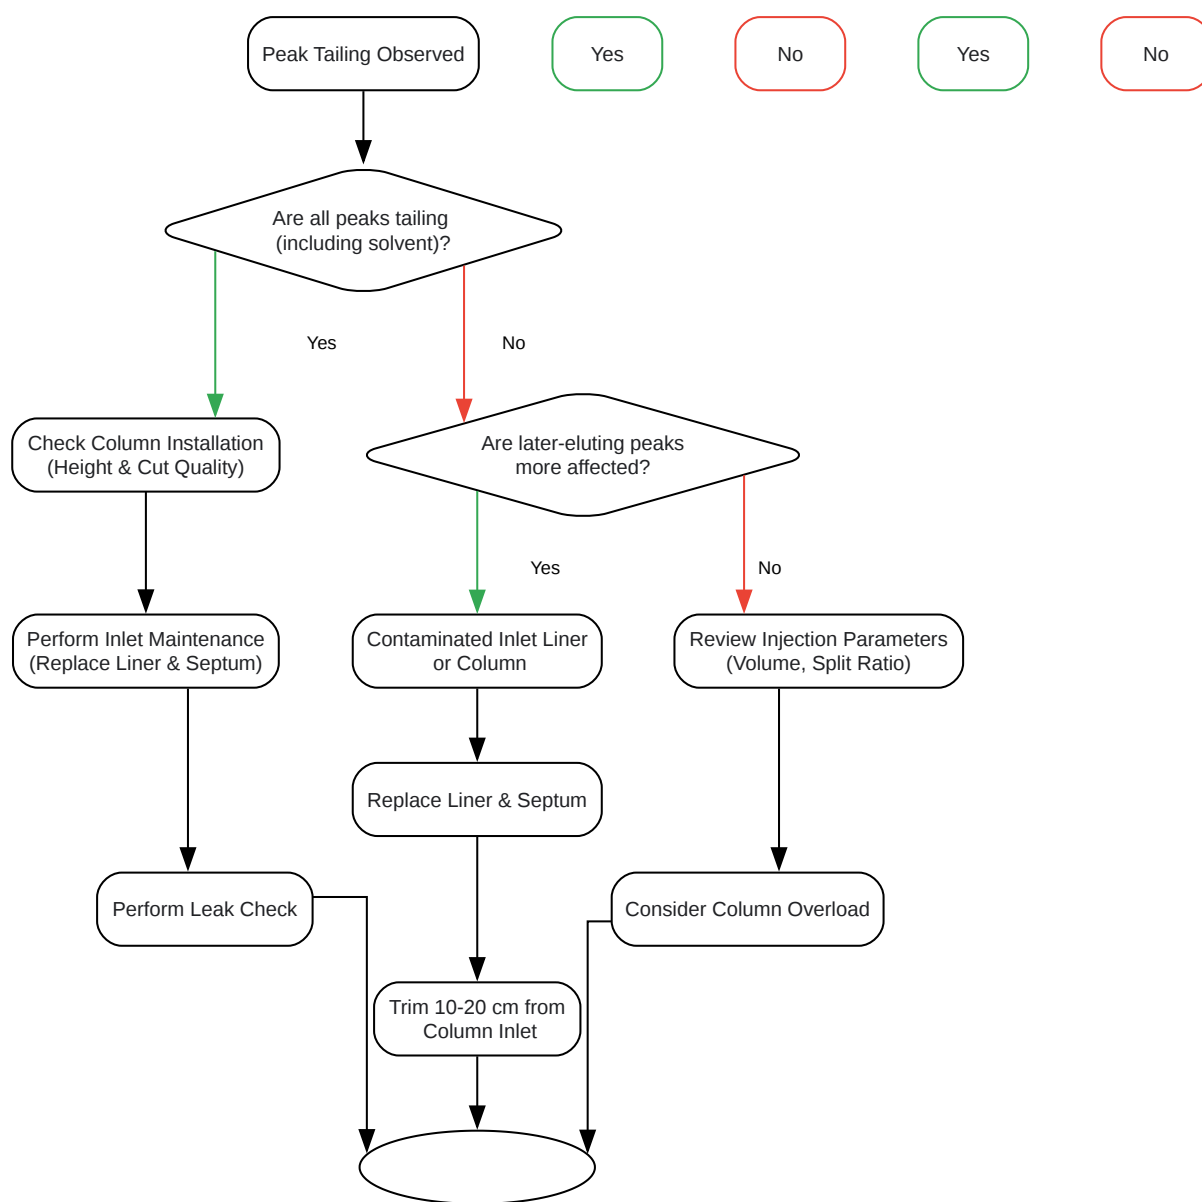 Peak Tailing Observed
Yes
No
Yes
No
Are all peaks tailing
(including solvent)?
Yes
No
Check Column Installation
(Height & Cut Quality)
Are later-eluting peaks
more affected?
Yes
No
Perform Inlet Maintenance
(Replace Liner & Septum)
Contaminated Inlet Liner
or Column
Review Injection Parameters
(Volume, Split Ratio)
Replace Liner & Septum
Perform Leak Check
Consider Column Overload
Trim 10-20 cm from
Column Inlet